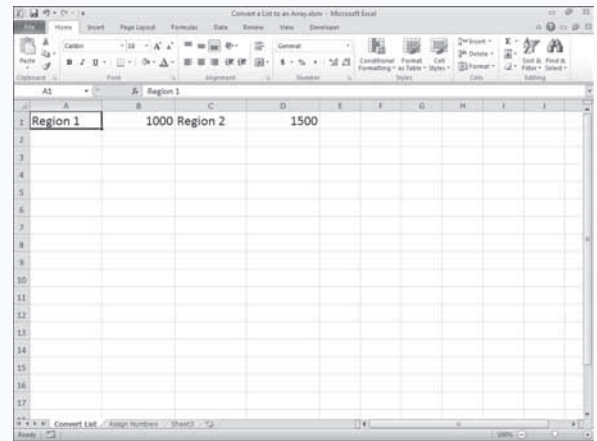 Convert a List to an Array.xlsm - Microsoft Excel
File Home Insert Page Layout Formulas Data Review View Developer
Calibri 18 A A General Insert Σ
Paste B I U A $ % , Conditional Format Cell Delete Sort & Find &
Formatting as Table Styles Format Filter Select
Clipboard Font Alignment Number Styles Cells Editing
A1 fx Region 1
A B C D E F G H I J
1 Region 1 1000 Region 2 1500
2
3
4
5
6
7
8
9
10
11
12
13
14
15
16
17
Convert List Assign Numbers Sheet3
Ready 100%